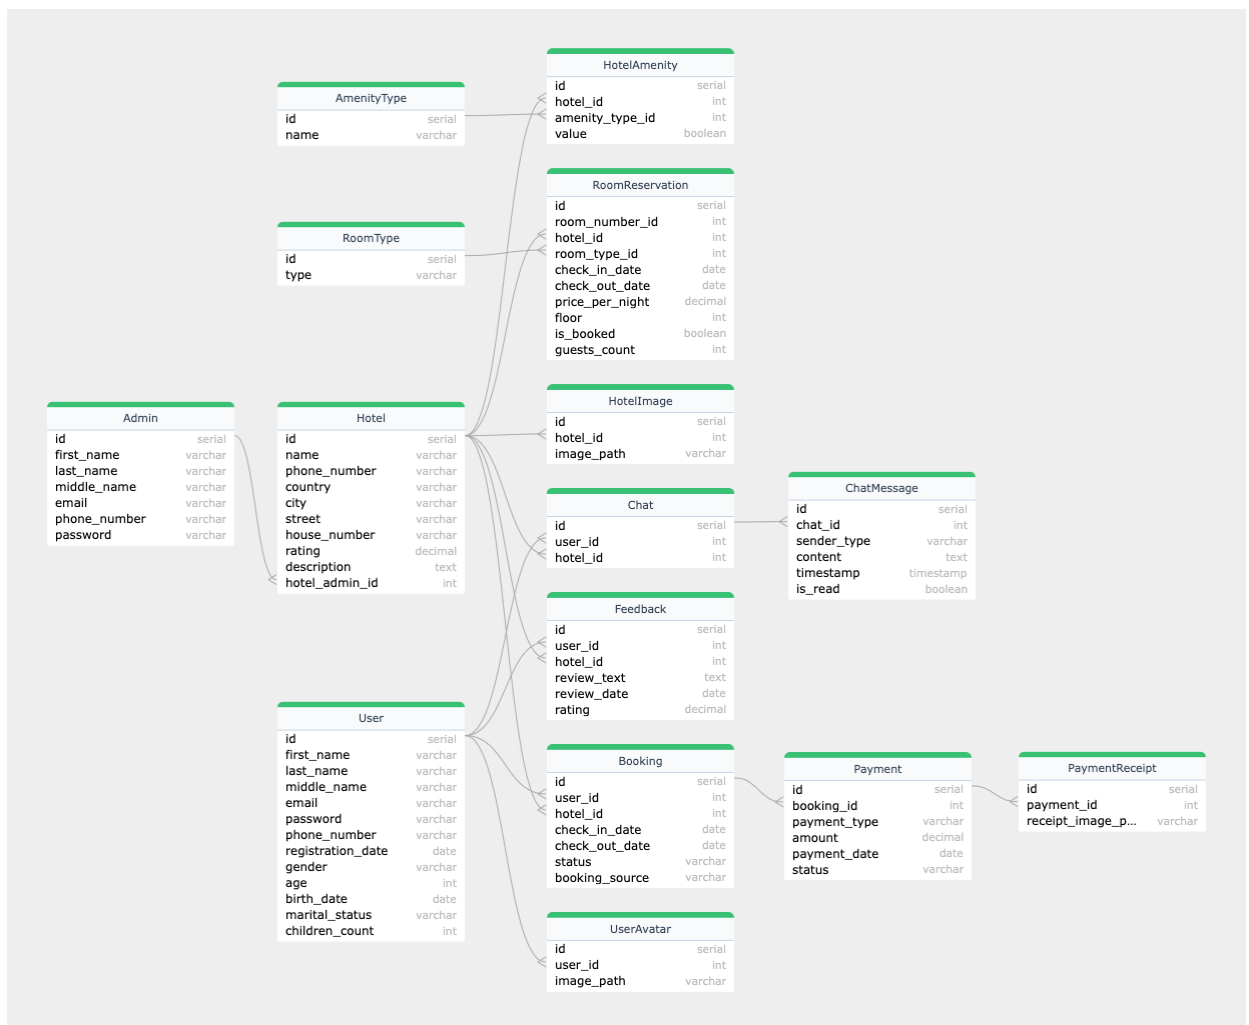 HotelAmenity
id serial
hotel_id int
amenity_type_id int
value boolean
AmenityType
id serial
name varchar
RoomReservation
id serial
room_number_id int
hotel_id int
room_type_id int
check_in_date date
check_out_date date
price_per_night decimal
floor int
is_booked boolean
guests_count int
RoomType
id serial
type varchar
HotelImage
id serial
hotel_id int
image_path varchar
Admin
id serial
first_name varchar
last_name varchar
middle_name varchar
email varchar
phone_number varchar
password varchar
Hotel
id serial
name varchar
phone_number varchar
country varchar
city varchar
street varchar
house_number varchar
rating decimal
description text
hotel_admin_id int
Chat
id serial
user_id int
hotel_id int
ChatMessage
id serial
chat_id int
sender_type varchar
content text
timestamp timestamp
is_read boolean
Feedback
id serial
user_id int
hotel_id int
review_text text
review_date date
rating decimal
User
id serial
first_name varchar
last_name varchar
middle_name varchar
email varchar
password varchar
phone_number varchar
registration_date date
gender varchar
age int
birth_date date
marital_status varchar
children_count int
Booking
id serial
user_id int
hotel_id int
check_in_date date
check_out_date date
status varchar
booking_source varchar
Payment
id serial
booking_id int
payment_type varchar
amount decimal
payment_date date
status varchar
PaymentReceipt
id serial
payment_id int
receipt_image_p... varchar
UserAvatar
id serial
user_id int
image_path varchar